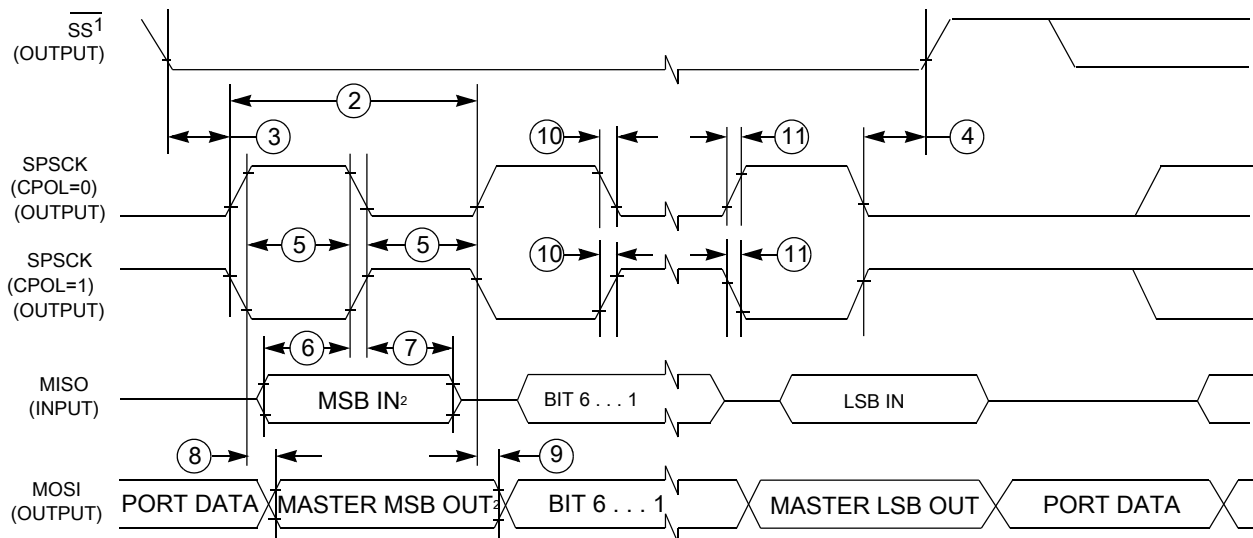 SS1
(OUTPUT)
2
3
10
11
4
SPSCK
(CPOL=0)
(OUTPUT)
5
5
SPSCK
(CPOL=1)
(OUTPUT)
10
11
6
7
MISO
(INPUT)
MSB IN2
BIT 6 . . . 1
LSB IN
8
9
MOSI
(OUTPUT)
PORT DATA
MASTER MSB OUT2
BIT 6 . . . 1
MASTER LSB OUT
PORT DATA